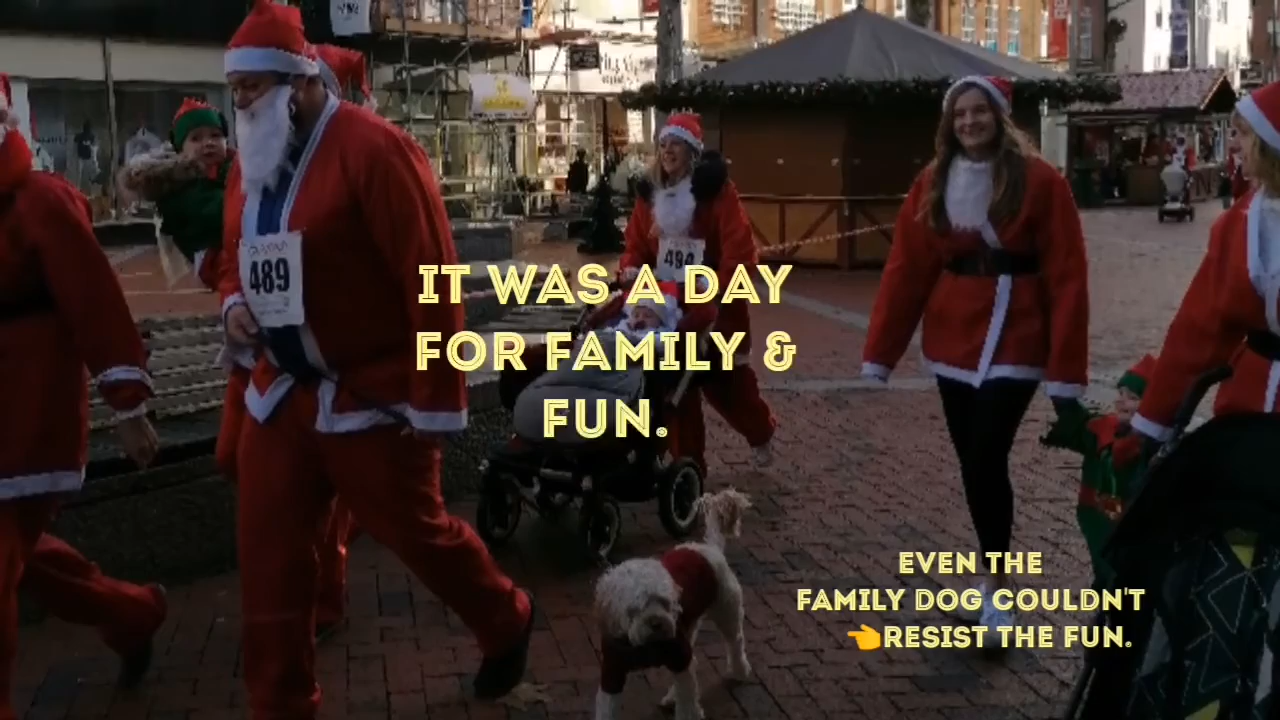 489
494
IT WAS A DAY
FOR FAMILY &
FUN.
EVEN THE
FAMILY DOG COULDN'T
👈RESIST THE FUN.